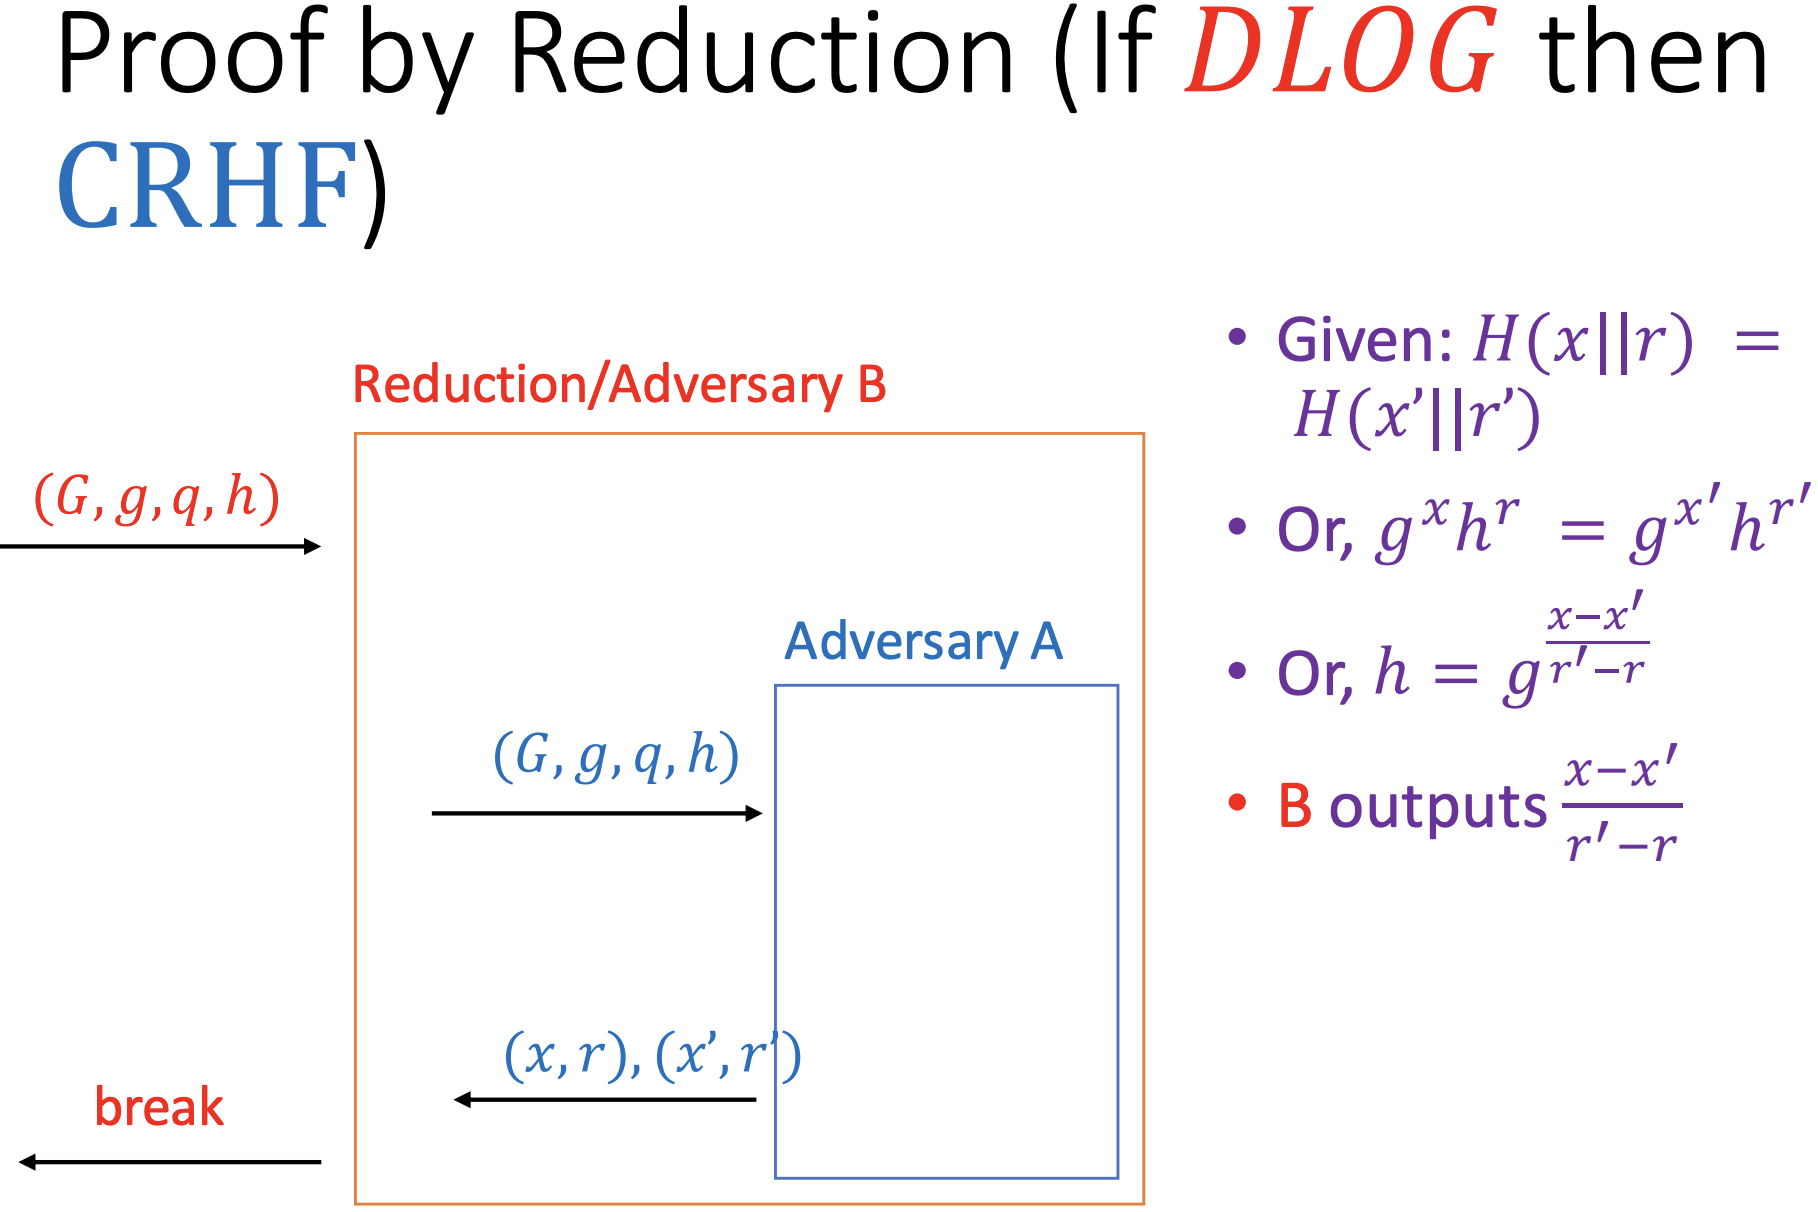 Proof by Reduction (If DLOG then
CRHF)
Reduction/Adversary B
(G, g, q, h)
Adversary A
(G, g, q, h)
(x, r), (x’, r’)
break
• Given: H(x||r) =
H(x’||r’)
• Or, g^x h^r = g^{x′} h^{r′}
• Or, h = g^{\frac{x−x′}{r′−r}}
• B outputs \frac{x−x′}{r′−r}